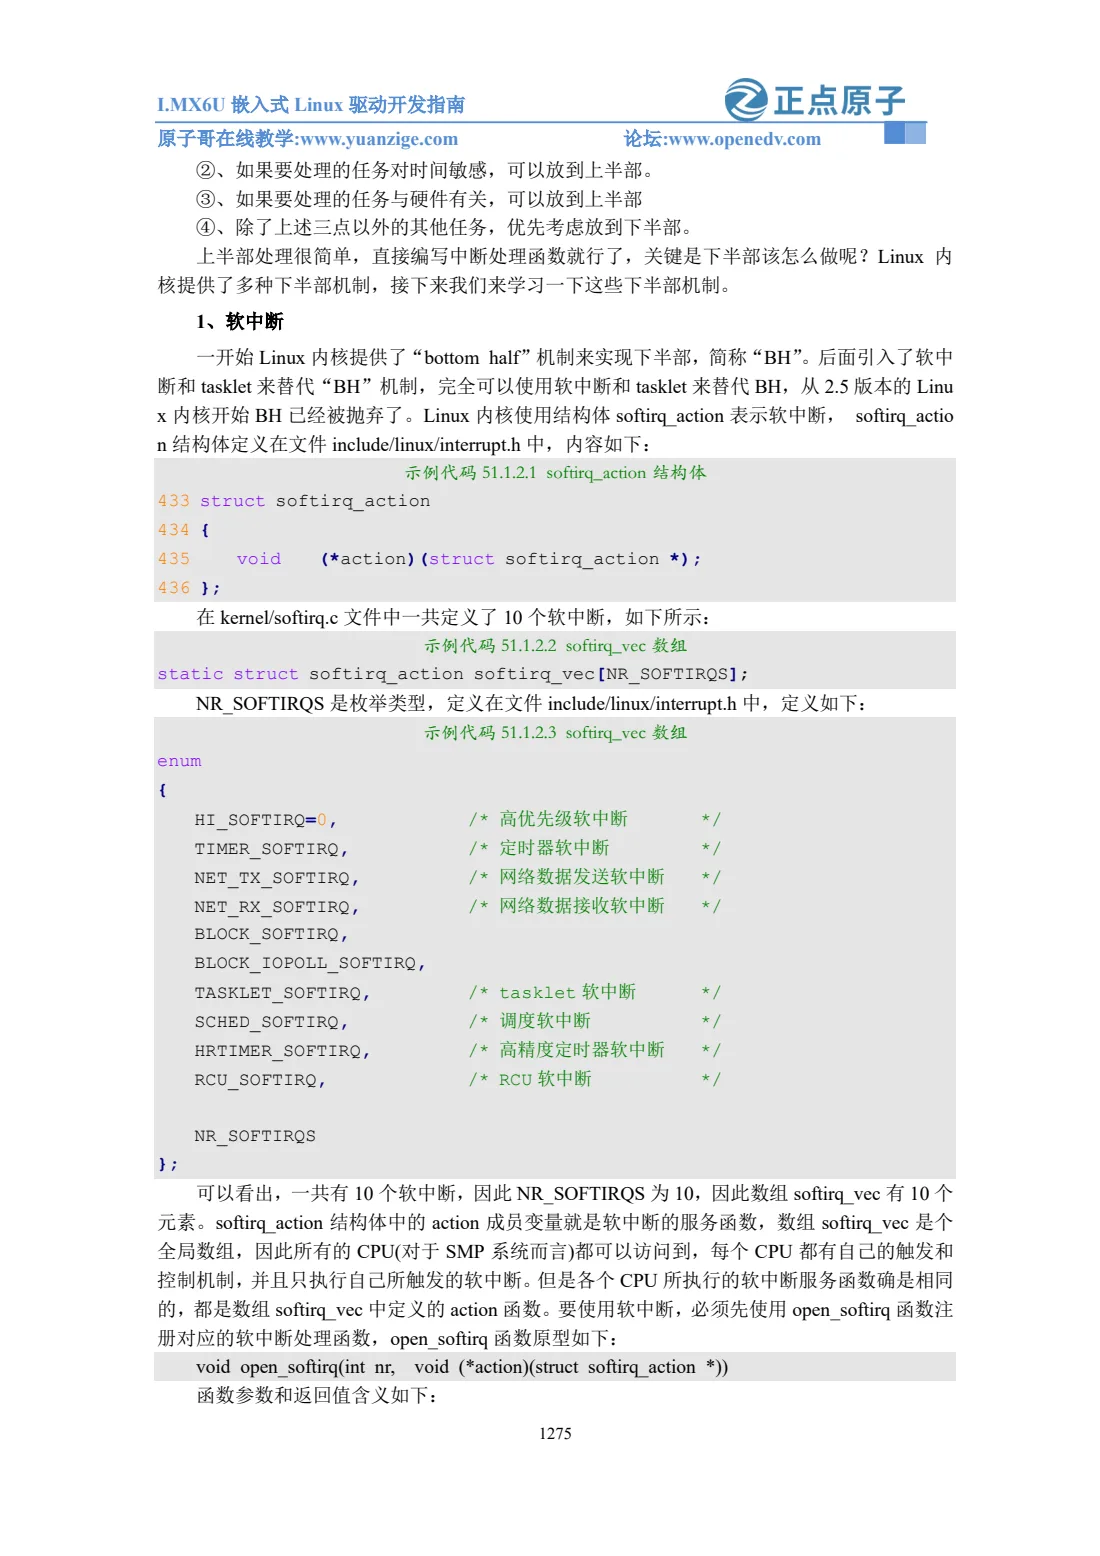 I.MX6U 嵌入式 Linux 驱动开发指南
正点原子
原子哥在线教学:www.yuanzige.com 论坛:www.openedv.com
②、如果要处理的任务对时间敏感，可以放到上半部。
③、如果要处理的任务与硬件有关，可以放到上半部
④、除了上述三点以外的其他任务，优先考虑放到下半部。
上半部处理很简单，直接编写中断处理函数就行了，关键是下半部该怎么做呢？Linux 内
核提供了多种下半部机制，接下来我们来学习一下这些下半部机制。
1、软中断
一开始 Linux 内核提供了“bottom half”机制来实现下半部，简称“BH”。后面引入了软中
断和 tasklet 来替代“BH”机制，完全可以使用软中断和 tasklet 来替代 BH，从 2.5 版本的 Linu
x 内核开始 BH 已经被抛弃了。Linux 内核使用结构体 softirq_action 表示软中断， softirq_actio
n 结构体定义在文件 include/linux/interrupt.h 中，内容如下：
示例代码 51.1.2.1 softirq_action 结构体
433 struct softirq_action
434 {
435 void (*action)(struct softirq_action *);
436 };
在 kernel/softirq.c 文件中一共定义了 10 个软中断，如下所示：
示例代码 51.1.2.2 softirq_vec 数组
static struct softirq_action softirq_vec[NR_SOFTIRQS];
NR_SOFTIRQS 是枚举类型，定义在文件 include/linux/interrupt.h 中，定义如下：
示例代码 51.1.2.3 softirq_vec 数组
enum
{
HI_SOFTIRQ=0, /* 高优先级软中断 */
TIMER_SOFTIRQ, /* 定时器软中断 */
NET_TX_SOFTIRQ, /* 网络数据发送软中断 */
NET_RX_SOFTIRQ, /* 网络数据接收软中断 */
BLOCK_SOFTIRQ,
BLOCK_IOPOLL_SOFTIRQ,
TASKLET_SOFTIRQ, /* tasklet 软中断 */
SCHED_SOFTIRQ, /* 调度软中断 */
HRTIMER_SOFTIRQ, /* 高精度定时器软中断 */
RCU_SOFTIRQ, /* RCU 软中断 */
NR_SOFTIRQS
};
可以看出，一共有 10 个软中断，因此 NR_SOFTIRQS 为 10，因此数组 softirq_vec 有 10 个
元素。softirq_action 结构体中的 action 成员变量就是软中断的服务函数，数组 softirq_vec 是个
全局数组，因此所有的 CPU(对于 SMP 系统而言)都可以访问到，每个 CPU 都有自己的触发和
控制机制，并且只执行自己所触发的软中断。但是各个 CPU 所执行的软中断服务函数确是相同
的，都是数组 softirq_vec 中定义的 action 函数。要使用软中断，必须先使用 open_softirq 函数注
册对应的软中断处理函数，open_softirq 函数原型如下：
void open_softirq(int nr, void (*action)(struct softirq_action *))
函数参数和返回值含义如下：
1275